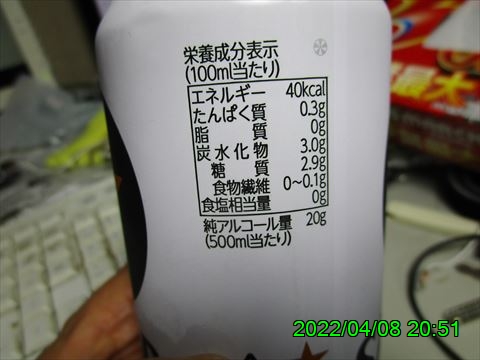 栄養成分表示
(100ml当たり)
エネルギー 40kcal
たんぱく質 0.3g
脂質 0g
炭水化物 3.0g
糖質 2.9g
食物繊維 0〜0.1g
食塩相当量 0g
純アルコール量 20g
(500ml当たり)
最大
2022/04/08 20:51